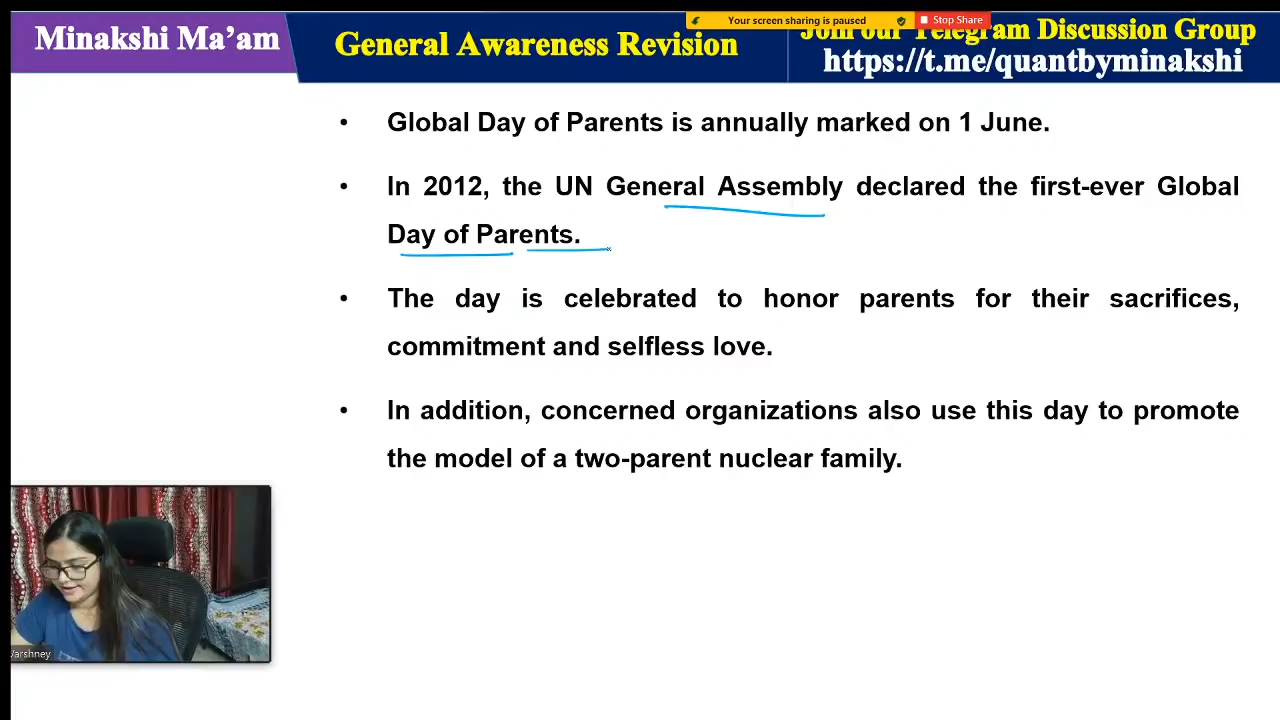 Minakshi Ma'am
General Awareness Revision
Your screen sharing is paused
Stop Share
Join our Telegram Discussion Group
https://t.me/quantbyminakshi
• Global Day of Parents is annually marked on 1 June.
• In 2012, the UN General Assembly declared the first-ever Global
Day of Parents.
• The day is celebrated to honor parents for their sacrifices,
commitment and selfless love.
• In addition, concerned organizations also use this day to promote
the model of a two-parent nuclear family.
Varshney